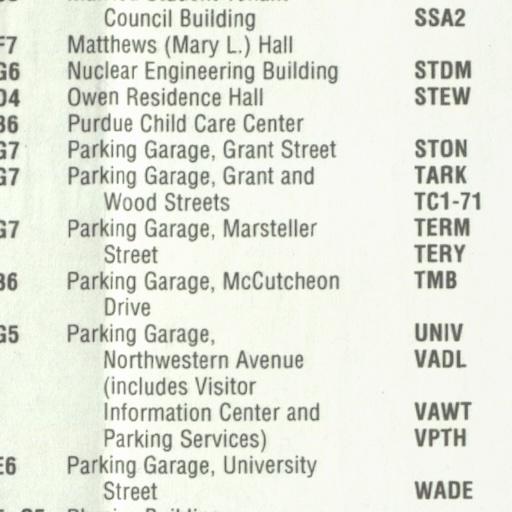 Council Building SSA2
F7 Matthews (Mary L.) Hall
G6 Nuclear Engineering Building STDM
D4 Owen Residence Hall STEW
B6 Purdue Child Care Center
G7 Parking Garage, Grant Street STON
G7 Parking Garage, Grant and TARK
Wood Streets TC1-71
G7 Parking Garage, Marsteller TERM
Street TERY
B6 Parking Garage, McCutcheon TMB
Drive
G5 Parking Garage, UNIV
Northwestern Avenue VADL
(includes Visitor
Information Center and VAWT
Parking Services) VPTH
E6 Parking Garage, University
Street WADE